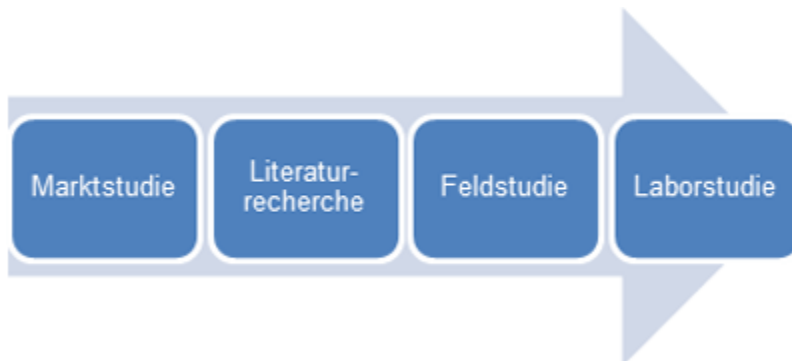 Marktstudie
Literatur-
recherche
Feldstudie
Laborstudie